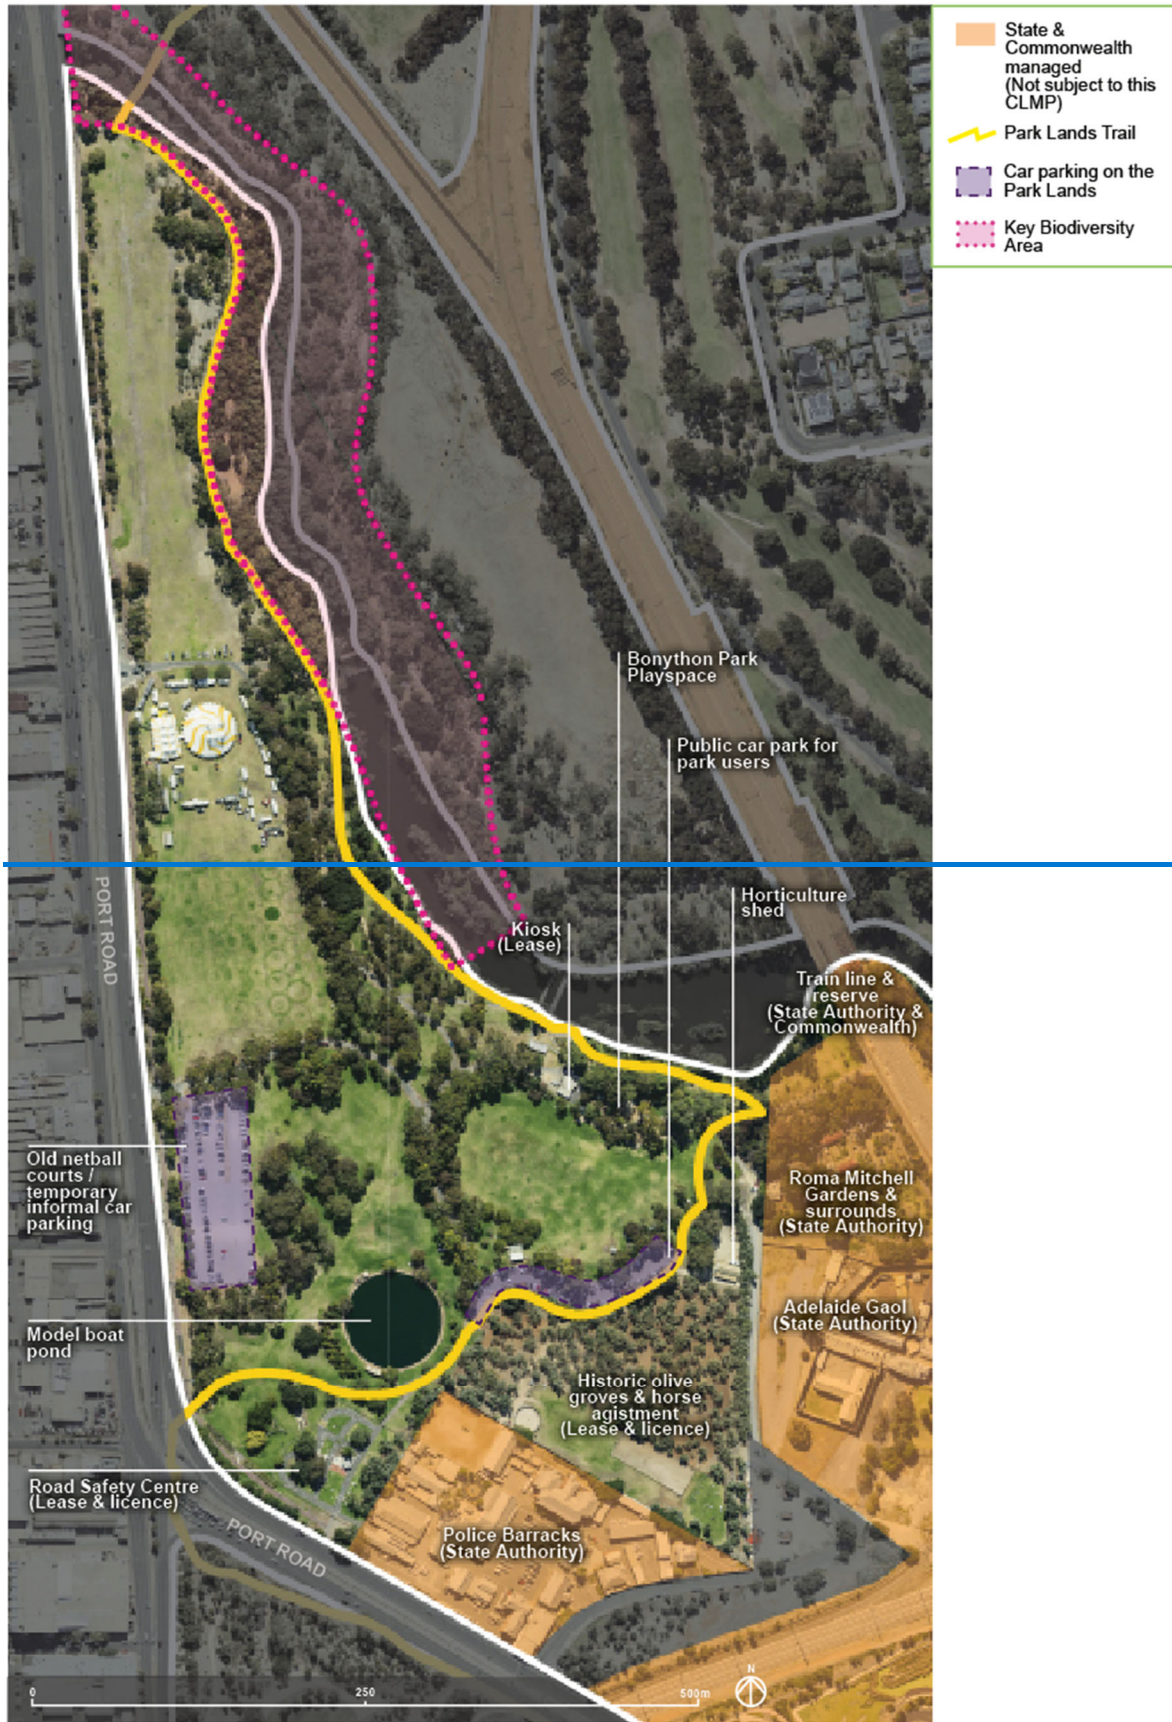 State &
Commonwealth
managed
(Not subject to this
CLMP)
Park Lands Trail
Car parking on the
Park Lands
Key Biodiversity
Area
Bonython Park
Playspace
Public car park for
park users
Horticulture
shed
Kiosk
(Lease)
PORT ROAD
Train line &
reserve
(State Authority &
Commonwealth)
Old netball
courts /
temporary
informal car
parking
Roma Mitchell
Gardens &
surrounds
(State Authority)
Adelaide Gaol
(State Authority)
Model boat
pond
Historic olive
groves & horse
agistment
(Lease & licence)
Road Safety Centre
(Lease & licence)
Police Barracks
(State Authority)
PORT ROAD
0 250 500m
N